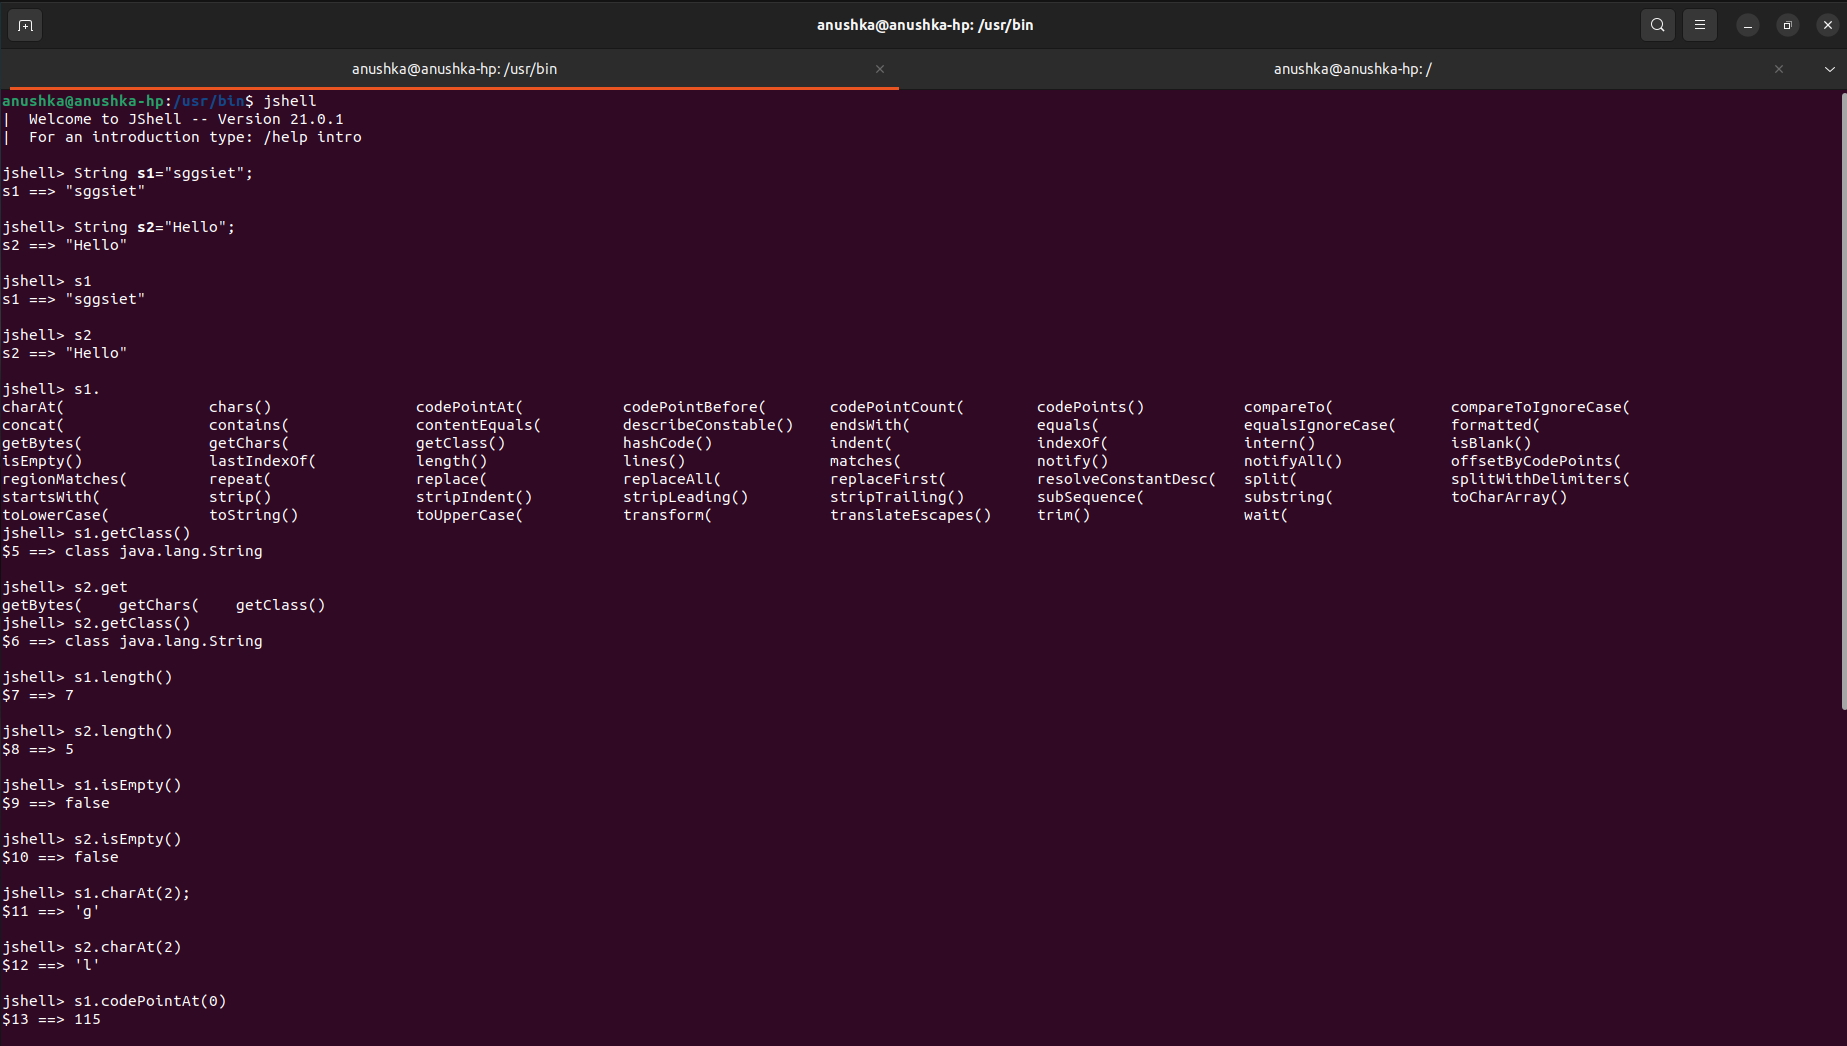 anushka@anushka-hp: /usr/bin
anushka@anushka-hp: /usr/bin × anushka@anushka-hp: / ×
anushka@anushka-hp:/usr/bin$ jshell
|  Welcome to JShell -- Version 21.0.1
|  For an introduction type: /help intro
jshell> String s1="sggsiet";
s1 ==> "sggsiet"
jshell> String s2="Hello";
s2 ==> "Hello"
jshell> s1
s1 ==> "sggsiet"
jshell> s2
s2 ==> "Hello"
jshell> s1.
charAt( chars() codePointAt( codePointBefore( codePointCount( codePoints() compareTo( compareToIgnoreCase(
concat( contains( contentEquals( describeConstable() endsWith( equals( equalsIgnoreCase( formatted(
getBytes( getChars( getClass() hashCode() indent( indexOf( intern() isBlank()
isEmpty() lastIndexOf( length() lines() matches( notify() notifyAll() offsetByCodePoints(
regionMatches( repeat( replace( replaceAll( replaceFirst( resolveConstantDesc( split( splitWithDelimiters(
startsWith( strip() stripIndent() stripLeading() stripTrailing() subSequence( substring( toCharArray()
toLowerCase( toString() toUpperCase( transform( translateEscapes() trim() wait(
jshell> s1.getClass()
$5 ==> class java.lang.String
jshell> s2.get
getBytes( getChars( getClass()
jshell> s2.getClass()
$6 ==> class java.lang.String
jshell> s1.length()
$7 ==> 7
jshell> s2.length()
$8 ==> 5
jshell> s1.isEmpty()
$9 ==> false
jshell> s2.isEmpty()
$10 ==> false
jshell> s1.charAt(2);
$11 ==> 'g'
jshell> s2.charAt(2)
$12 ==> 'l'
jshell> s1.codePointAt(0)
$13 ==> 115